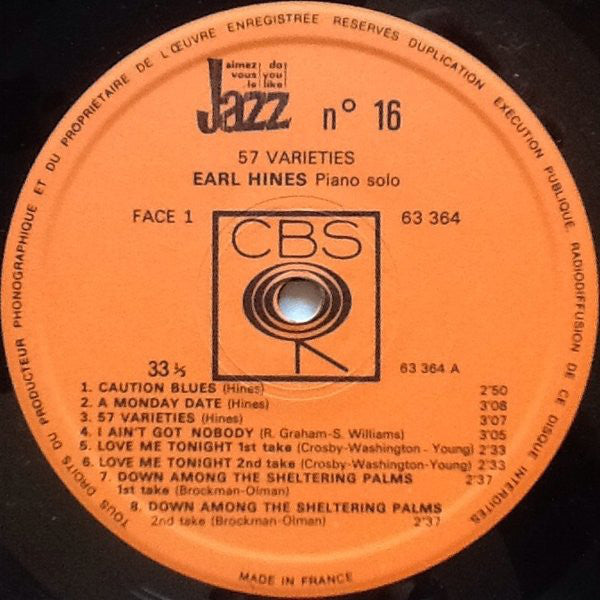 TOUS DROITS DU PRODUCTEUR PHONOGRAPHIQUE ET DU PROPRIÉTAIRE DE L'ŒUVRE ENREGISTRÉE RESERVES DUPLICATION EXECUTION PUBLIQUE, RADIODIFFUSION DE CE DISQUE INTERDITES
aimez do
vous you
le like
Jazz n° 16
57 VARIETIES
EARL HINES Piano solo
FACE 1 63 364
CBS
33 ⅓ 63 364 A
1. CAUTION BLUES (Hines) 2'50
2. A MONDAY DATE (Hines) 3'08
3. 57 VARIETIES (Hines) 3'07
4. I AIN'T GOT NOBODY (R. Graham-S. Williams) 3'05
5. LOVE ME TONIGHT 1st take (Crosby-Washington-Young) 2'33
6. LOVE ME TONIGHT 2nd take (Crosby-Washington-Young) 2'33
7. DOWN AMONG THE SHELTERING PALMS 2'37
1st take (Brockman-Olman)
8. DOWN AMONG THE SHELTERING PALMS
2nd take (Brockman-Olman) 2'37
MADE IN FRANCE